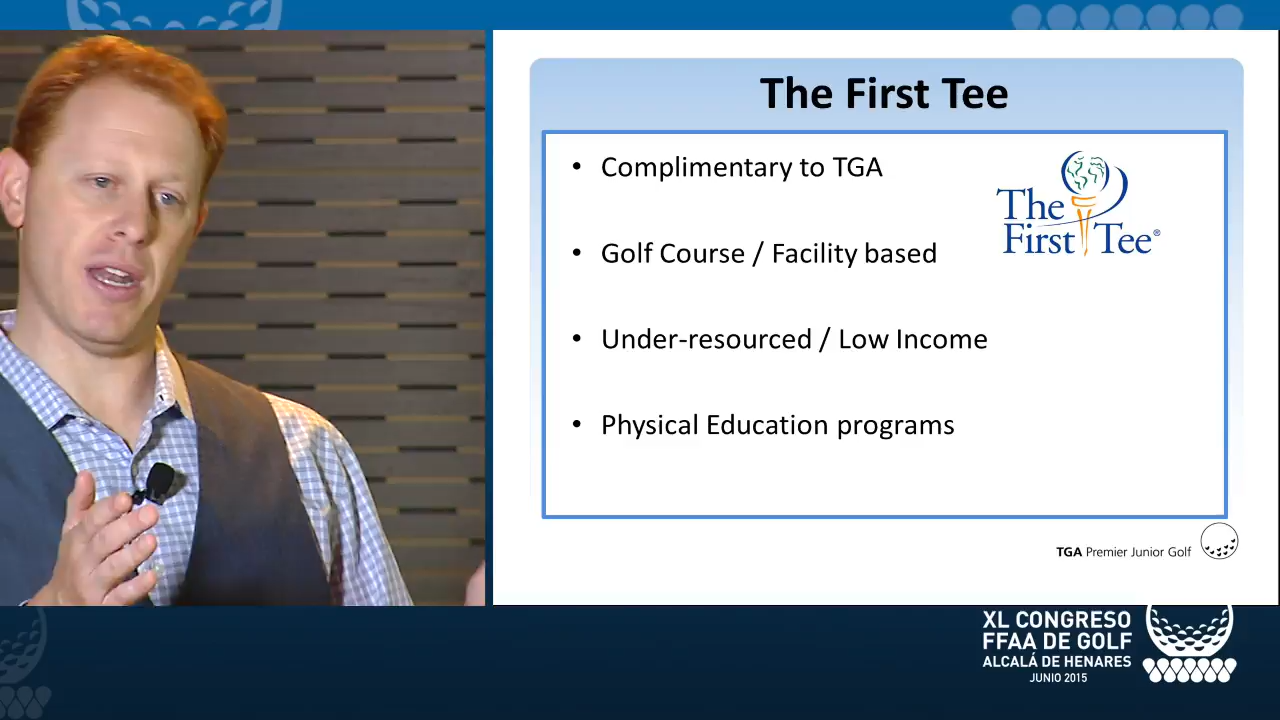 The First Tee
• Complimentary to TGA
The
First Tee®
• Golf Course / Facility based
• Under-resourced / Low Income
• Physical Education programs
TGA Premier Junior Golf
XL CONGRESO
FFAA DE GOLF
ALCALÁ DE HENARES
JUNIO 2015